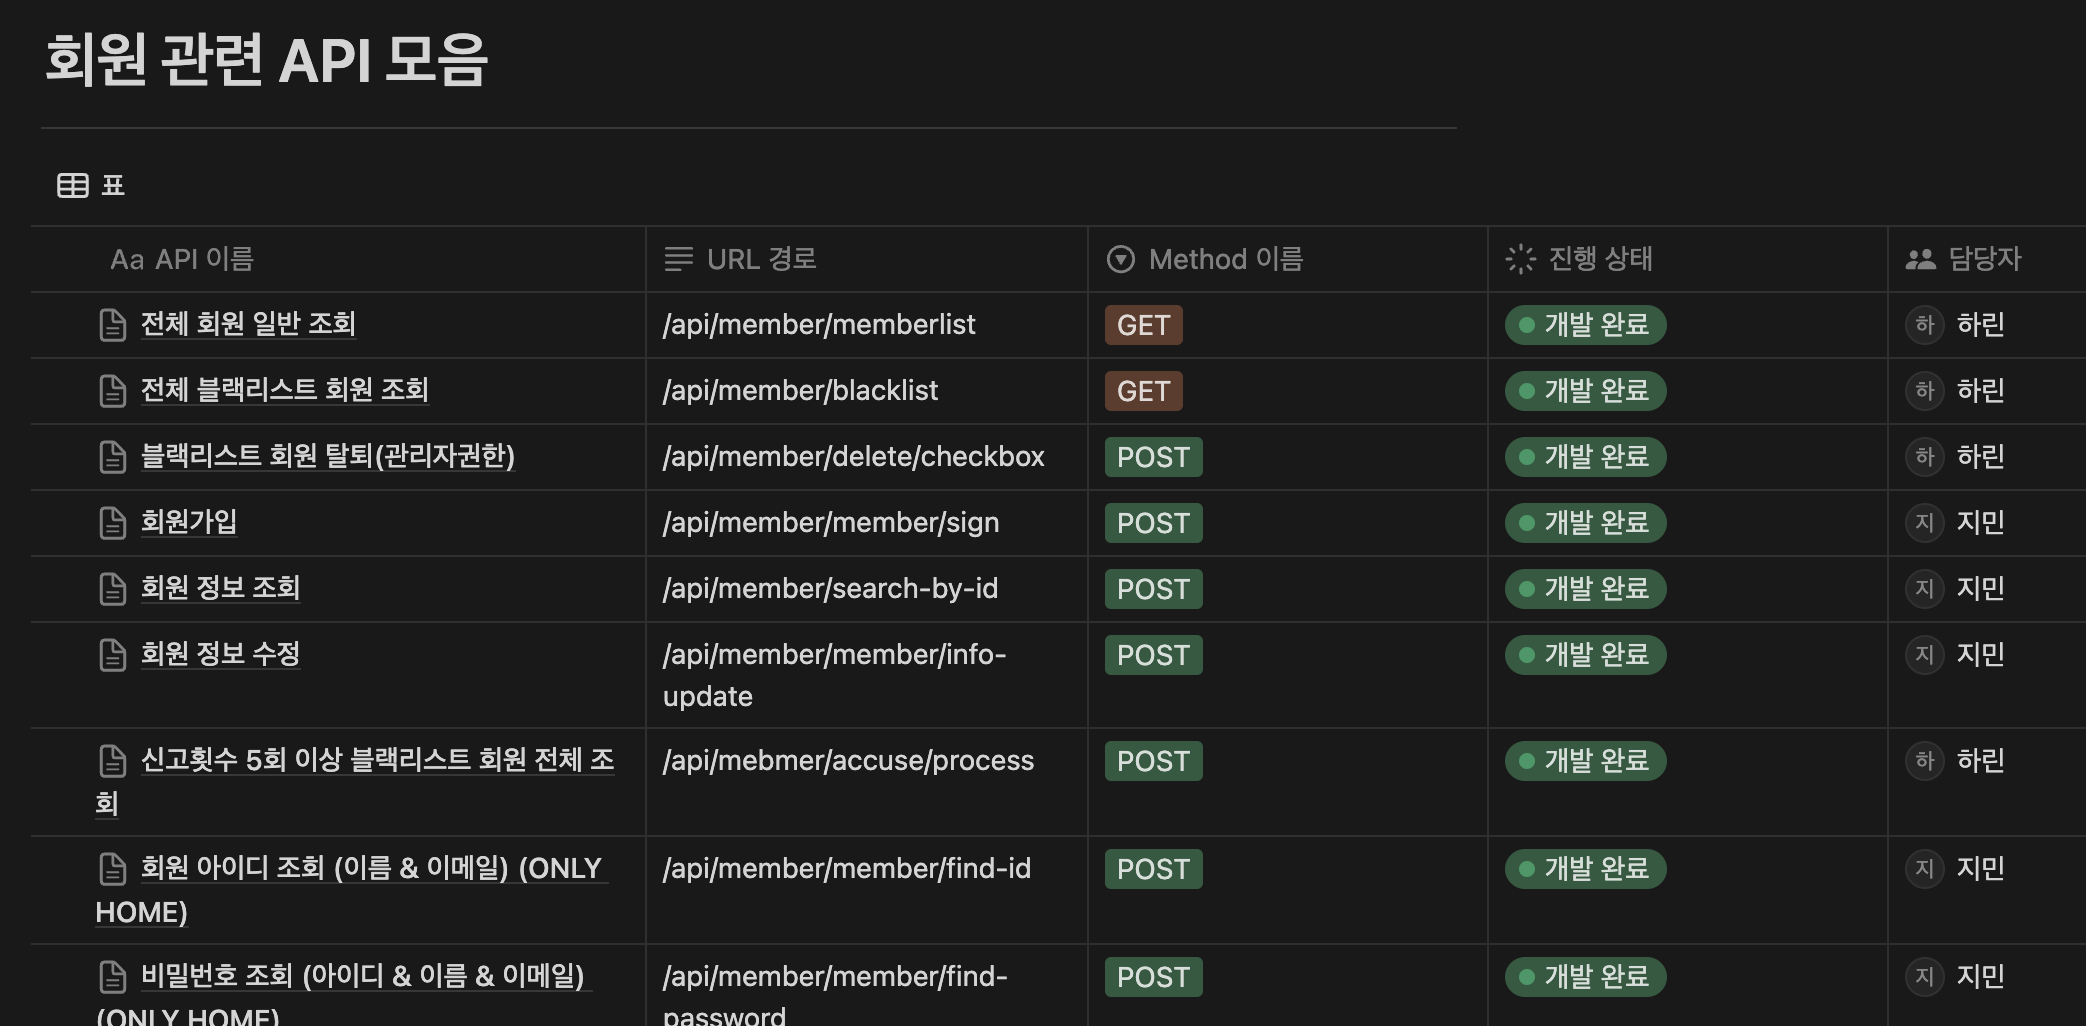 회원 관련 API 모음
표
Aa API 이름 URL 경로 Method 이름 진행 상태 담당자
전체 회원 일반 조회 /api/member/memberlist GET 개발 완료 하 하린
전체 블랙리스트 회원 조회 /api/member/blacklist GET 개발 완료 하 하린
블랙리스트 회원 탈퇴(관리자권한) /api/member/delete/checkbox POST 개발 완료 하 하린
회원가입 /api/member/member/sign POST 개발 완료 지 지민
회원 정보 조회 /api/member/search-by-id POST 개발 완료 지 지민
회원 정보 수정 /api/member/member/info- POST 개발 완료 지 지민
update
신고횟수 5회 이상 블랙리스트 회원 전체 조 /api/mebmer/accuse/process POST 개발 완료 하 하린
회
회원 아이디 조회 (이름 & 이메일) (ONLY /api/member/member/find-id POST 개발 완료 지 지민
HOME)
비밀번호 조회 (아이디 & 이름 & 이메일) /api/member/member/find- POST 개발 완료 지 지민
(ONLY HOME) password